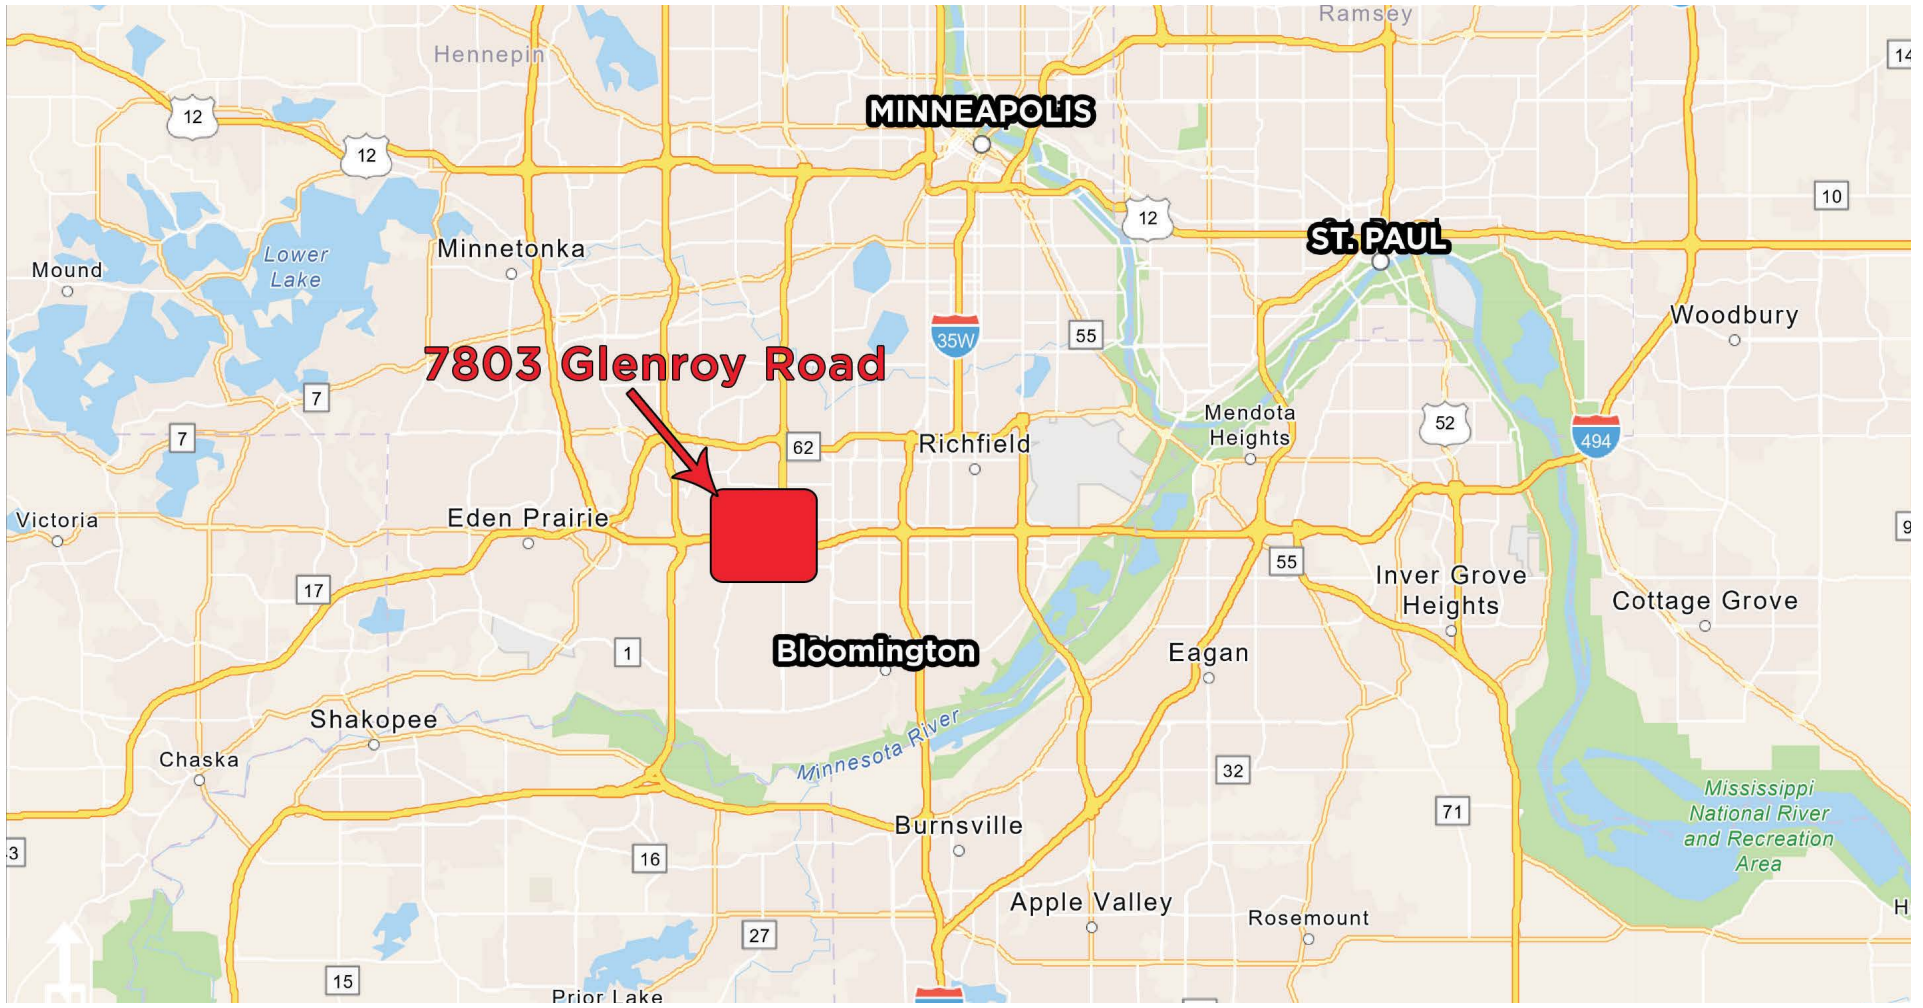 Ramsey
Hennepin
14
MINNEAPOLIS
12
12
10
12
ST. PAUL
Minnetonka
Lower
Lake
Mound
Woodbury
35W
55
7803 Glenroy Road
7
Mendota
Heights
52
7
62
Richfield
494
Victoria
Eden Prairie
9
55
17
Inver Grove
Heights
Cottage Grove
1
Bloomington
Eagan
Shakopee
Minnesota River
Chaska
32
Mississippi
National River
and Recreation
Area
71
Burnsville
3
16
Apple Valley
Rosemount
H
27
15
Prior Lake